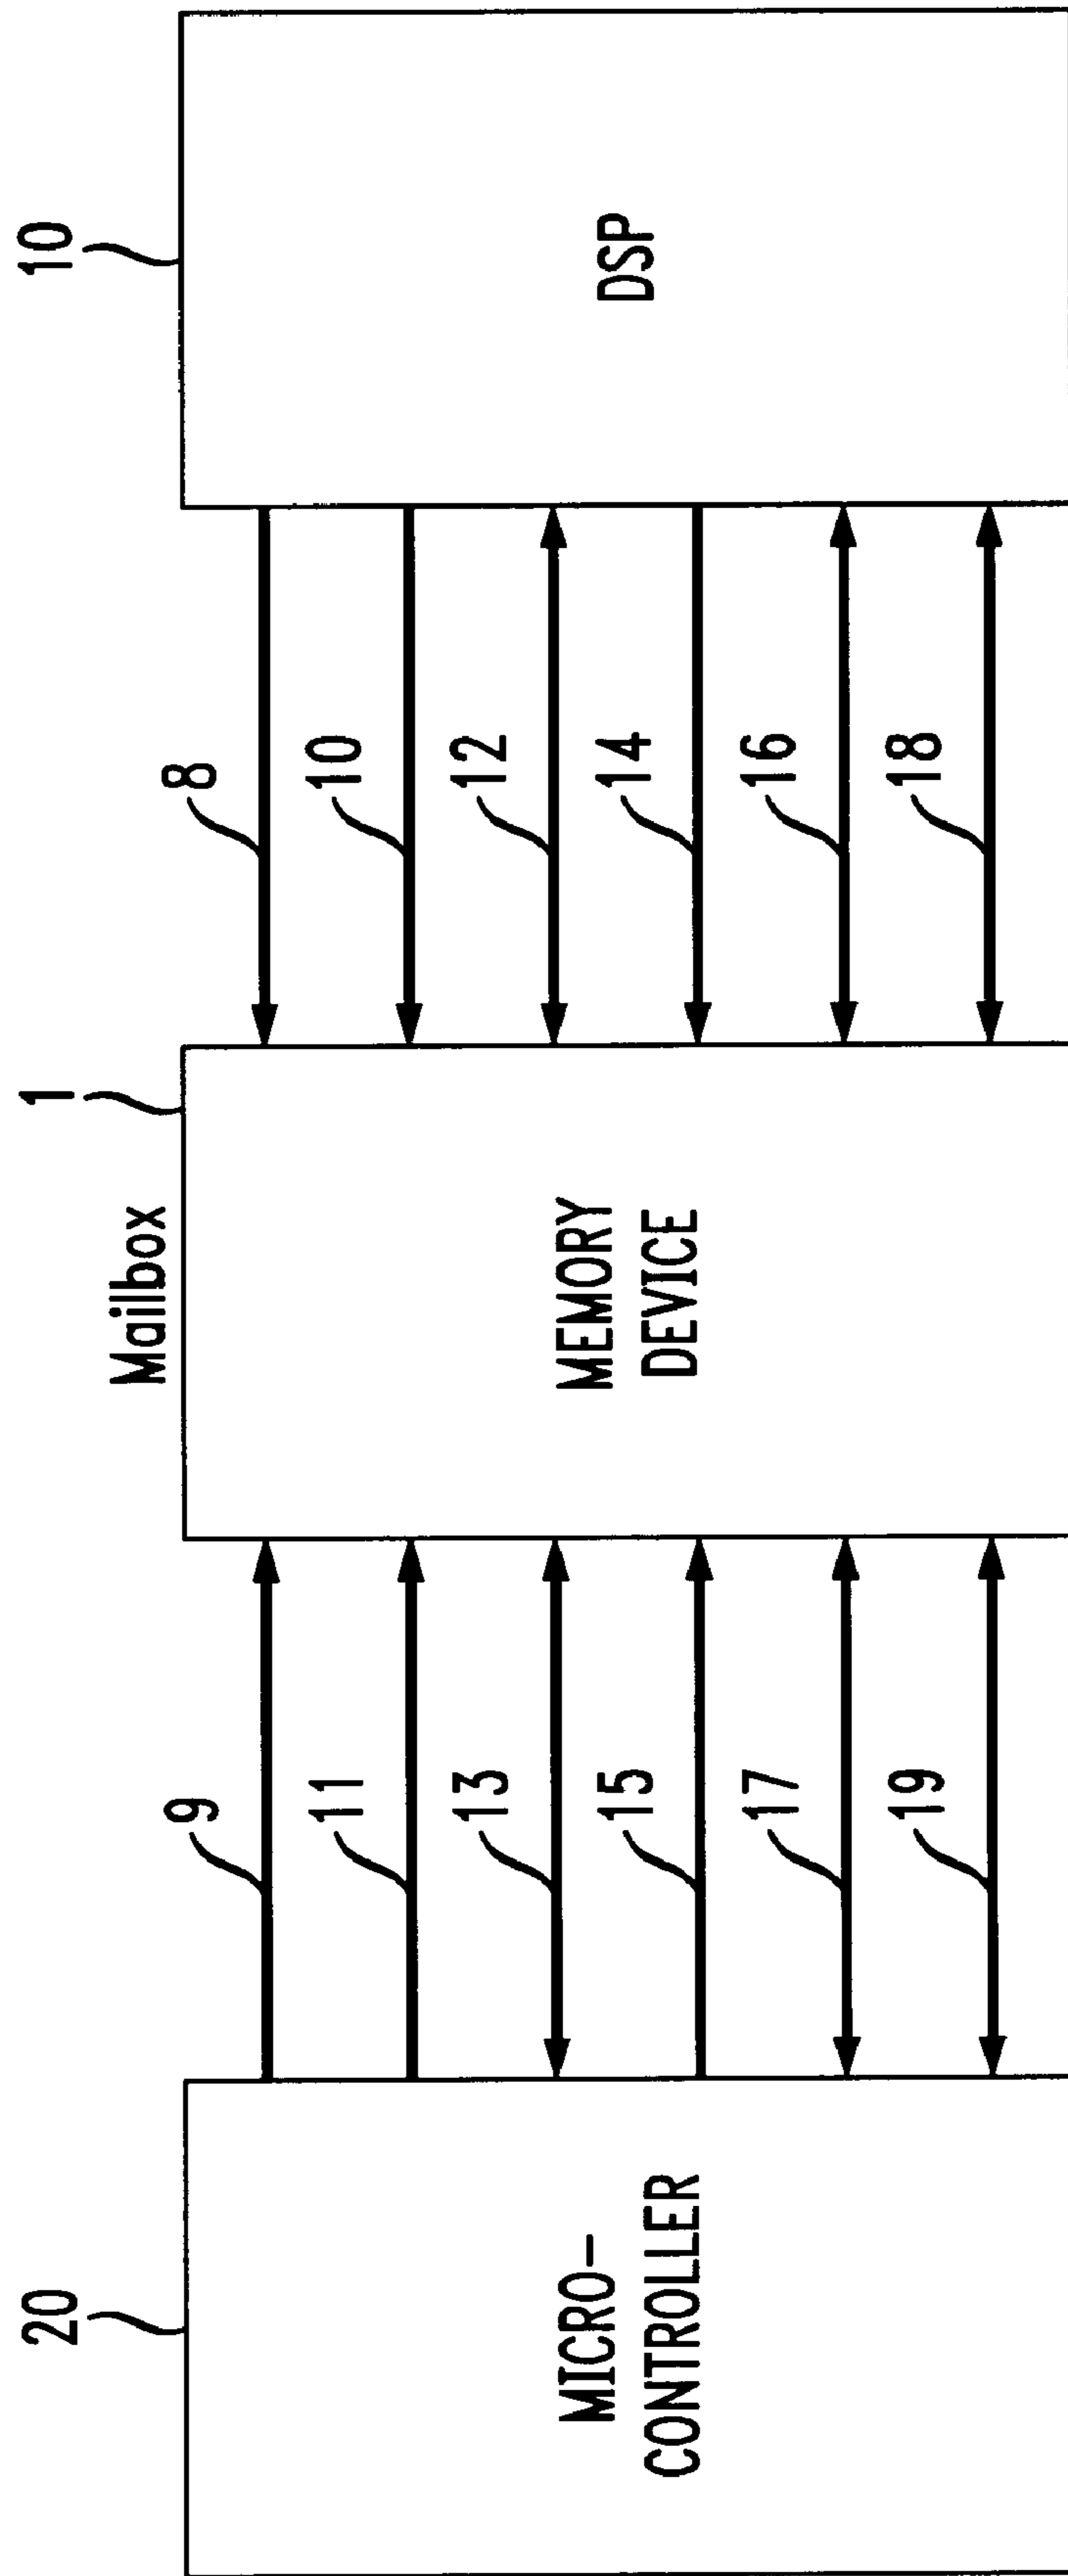 20
1
10
Mailbox
MICRO-
CONTROLLER
MEMORY
DEVICE
DSP
9
11
13
15
17
19
8
10
12
14
16
18